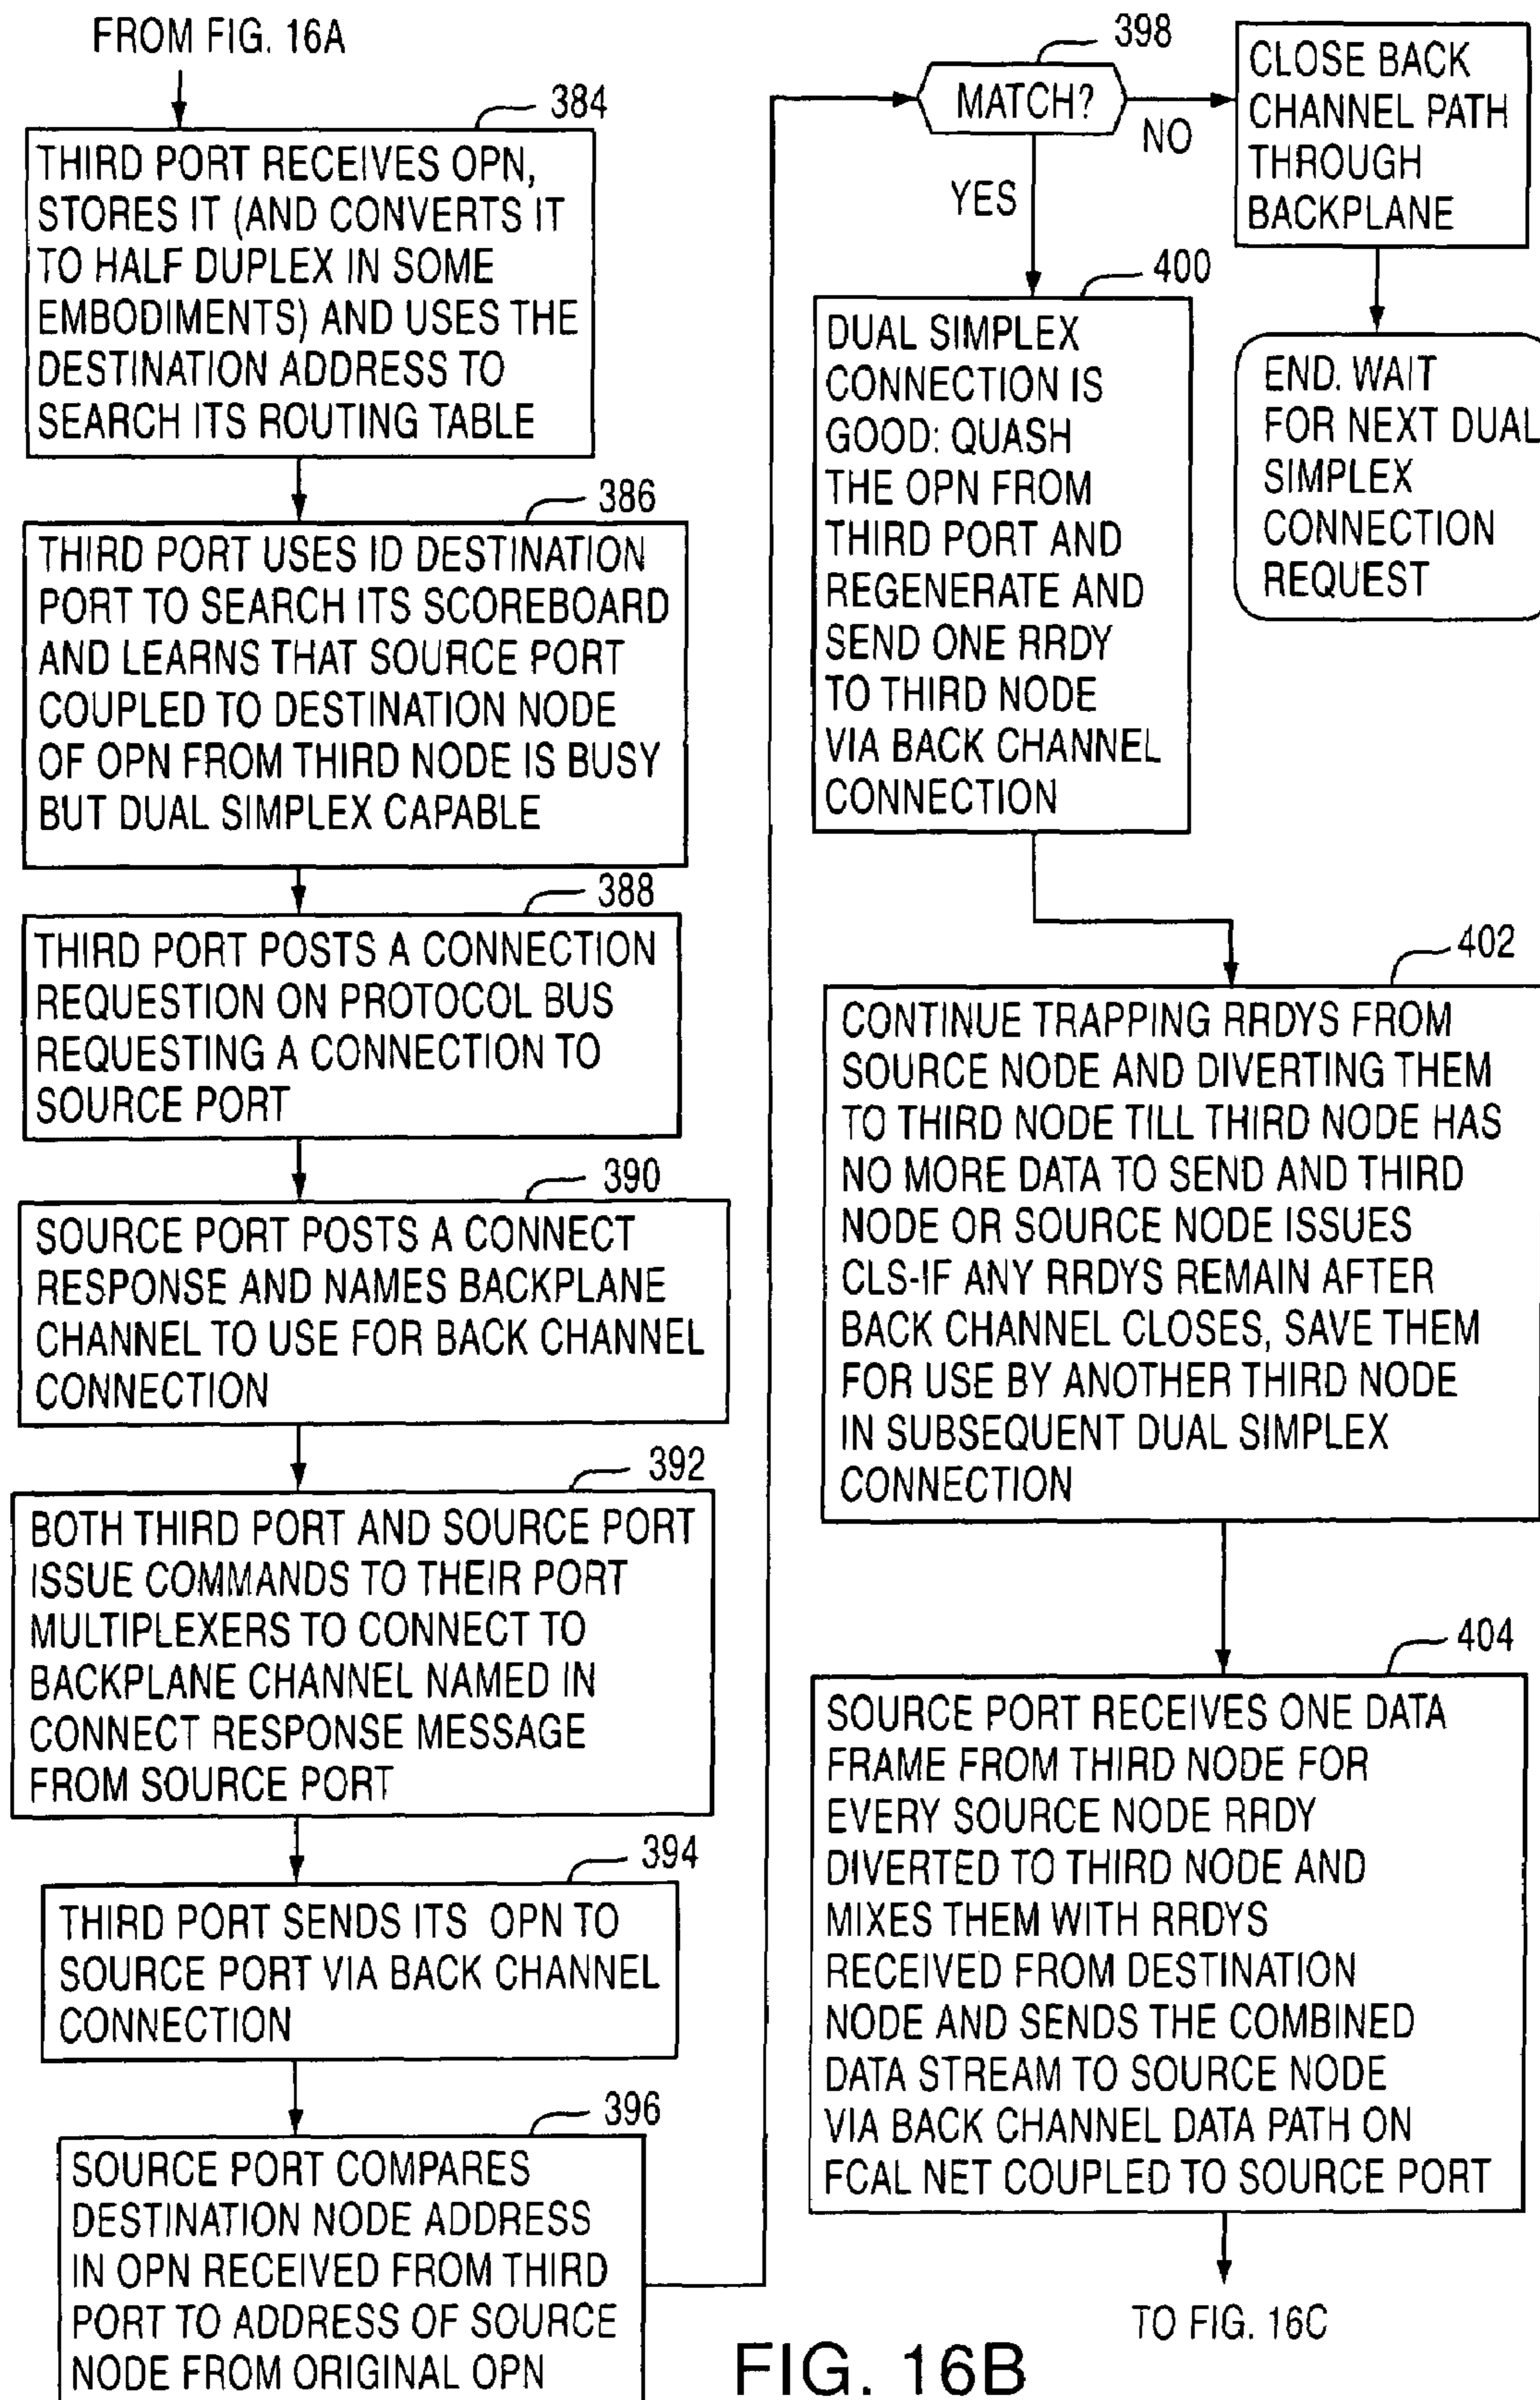 FROM FIG. 16A
384
THIRD PORT RECEIVES OPN,
STORES IT (AND CONVERTS IT
TO HALF DUPLEX IN SOME
EMBODIMENTS) AND USES THE
DESTINATION ADDRESS TO
SEARCH ITS ROUTING TABLE
386
THIRD PORT USES ID DESTINATION
PORT TO SEARCH ITS SCOREBOARD
AND LEARNS THAT SOURCE PORT
COUPLED TO DESTINATION NODE
OF OPN FROM THIRD NODE IS BUSY
BUT DUAL SIMPLEX CAPABLE
388
THIRD PORT POSTS A CONNECTION
REQUESTION ON PROTOCOL BUS
REQUESTING A CONNECTION TO
SOURCE PORT
390
SOURCE PORT POSTS A CONNECT
RESPONSE AND NAMES BACKPLANE
CHANNEL TO USE FOR BACK CHANNEL
CONNECTION
392
BOTH THIRD PORT AND SOURCE PORT
ISSUE COMMANDS TO THEIR PORT
MULTIPLEXERS TO CONNECT TO
BACKPLANE CHANNEL NAMED IN
CONNECT RESPONSE MESSAGE
FROM SOURCE PORT
394
THIRD PORT SENDS ITS OPN TO
SOURCE PORT VIA BACK CHANNEL
CONNECTION
396
SOURCE PORT COMPARES
DESTINATION NODE ADDRESS
IN OPN RECEIVED FROM THIRD
PORT TO ADDRESS OF SOURCE
NODE FROM ORIGINAL OPN
398
MATCH?
NO
YES
CLOSE BACK
CHANNEL PATH
THROUGH
BACKPLANE
END. WAIT
FOR NEXT DUAL
SIMPLEX
CONNECTION
REQUEST
400
DUAL SIMPLEX
CONNECTION IS
GOOD: QUASH
THE OPN FROM
THIRD PORT AND
REGENERATE AND
SEND ONE RRDY
TO THIRD NODE
VIA BACK CHANNEL
CONNECTION
402
CONTINUE TRAPPING RRDYS FROM
SOURCE NODE AND DIVERTING THEM
TO THIRD NODE TILL THIRD NODE HAS
NO MORE DATA TO SEND AND THIRD
NODE OR SOURCE NODE ISSUES
CLS-IF ANY RRDYS REMAIN AFTER
BACK CHANNEL CLOSES, SAVE THEM
FOR USE BY ANOTHER THIRD NODE
IN SUBSEQUENT DUAL SIMPLEX
CONNECTION
404
SOURCE PORT RECEIVES ONE DATA
FRAME FROM THIRD NODE FOR
EVERY SOURCE NODE RRDY
DIVERTED TO THIRD NODE AND
MIXES THEM WITH RRDYS
RECEIVED FROM DESTINATION
NODE AND SENDS THE COMBINED
DATA STREAM TO SOURCE NODE
VIA BACK CHANNEL DATA PATH ON
FCAL NET COUPLED TO SOURCE PORT
TO FIG. 16C
FIG. 16B